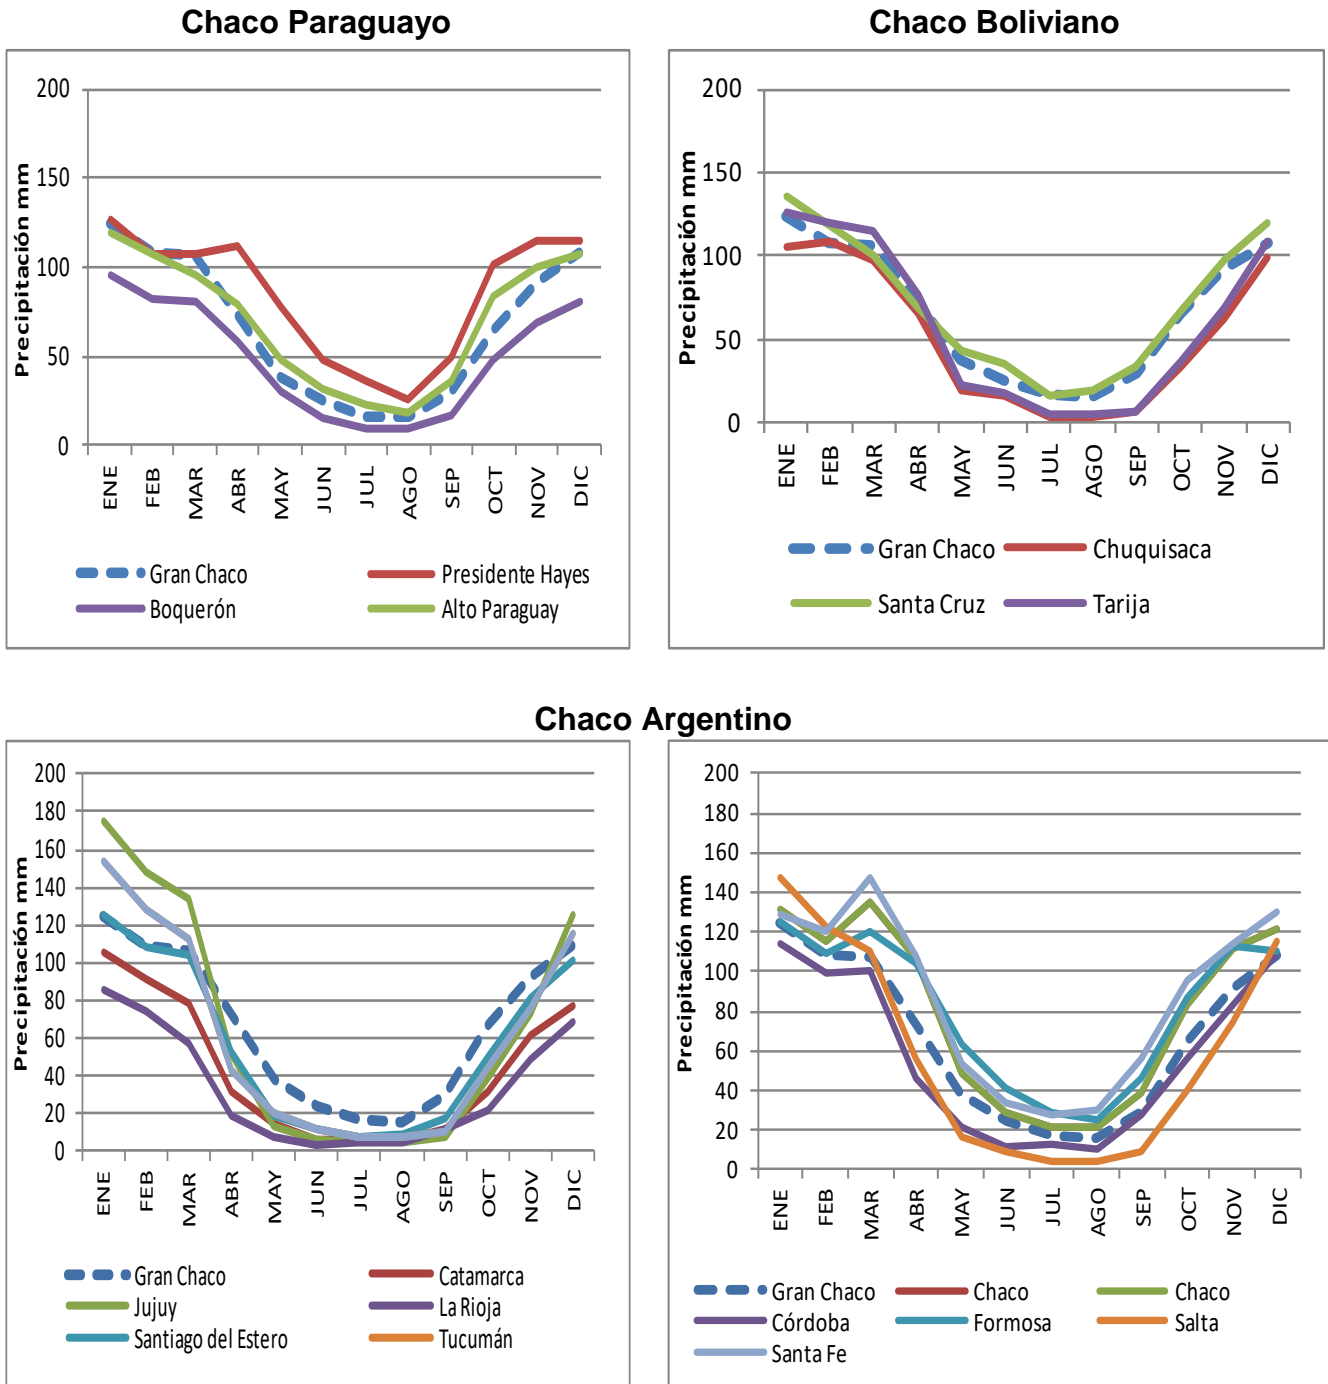 Chaco Paraguayo
Precipitación mm
200
150
100
50
0
ENE FEB MAR ABR MAY JUN JUL AGO SEP OCT NOV DIC
Gran Chaco Presidente Hayes
Boquerón Alto Paraguay
Chaco Boliviano
Precipitación mm
200
150
100
50
0
ENE FEB MAR ABR MAY JUN JUL AGO SEP OCT NOV DIC
Gran Chaco Chuquisaca
Santa Cruz Tarija
Chaco Argentino
Precipitación mm
200
180
160
140
120
100
80
60
40
20
0
ENE FEB MAR ABR MAY JUN JUL AGO SEP OCT NOV DIC
Gran Chaco Catamarca
Jujuy La Rioja
Santiago del Estero Tucumán
Precipitación mm
200
180
160
140
120
100
80
60
40
20
0
ENE FEB MAR ABR MAY JUN JUL AGO SEP OCT NOV DIC
Gran Chaco Chaco Chaco
Córdoba Formosa Salta
Santa Fe